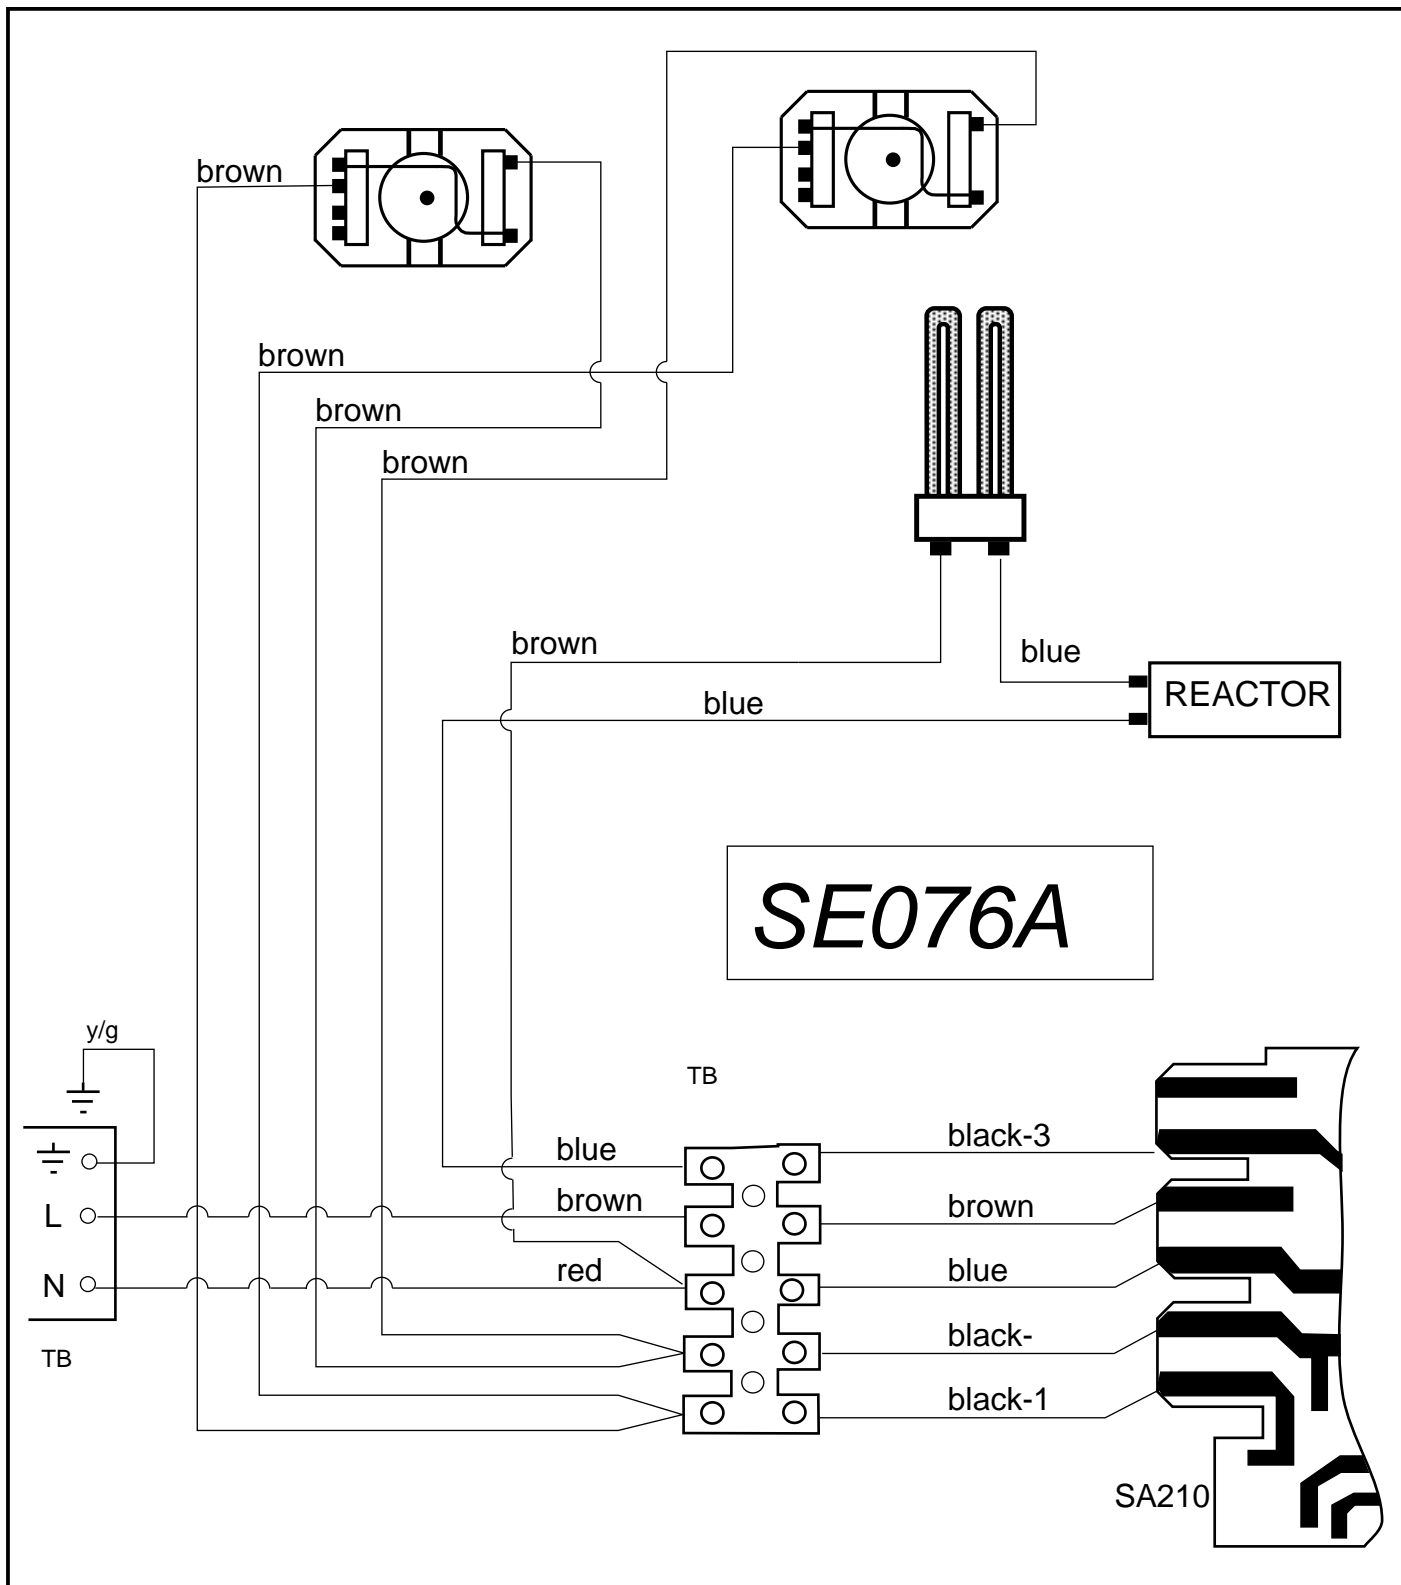 brown
brown
brown
brown
brown
blue
REACTOR
blue
SE076A
y/g
TB
blue
black-3
L
brown
brown
N
red
blue
TB
black-
black-1
SA210